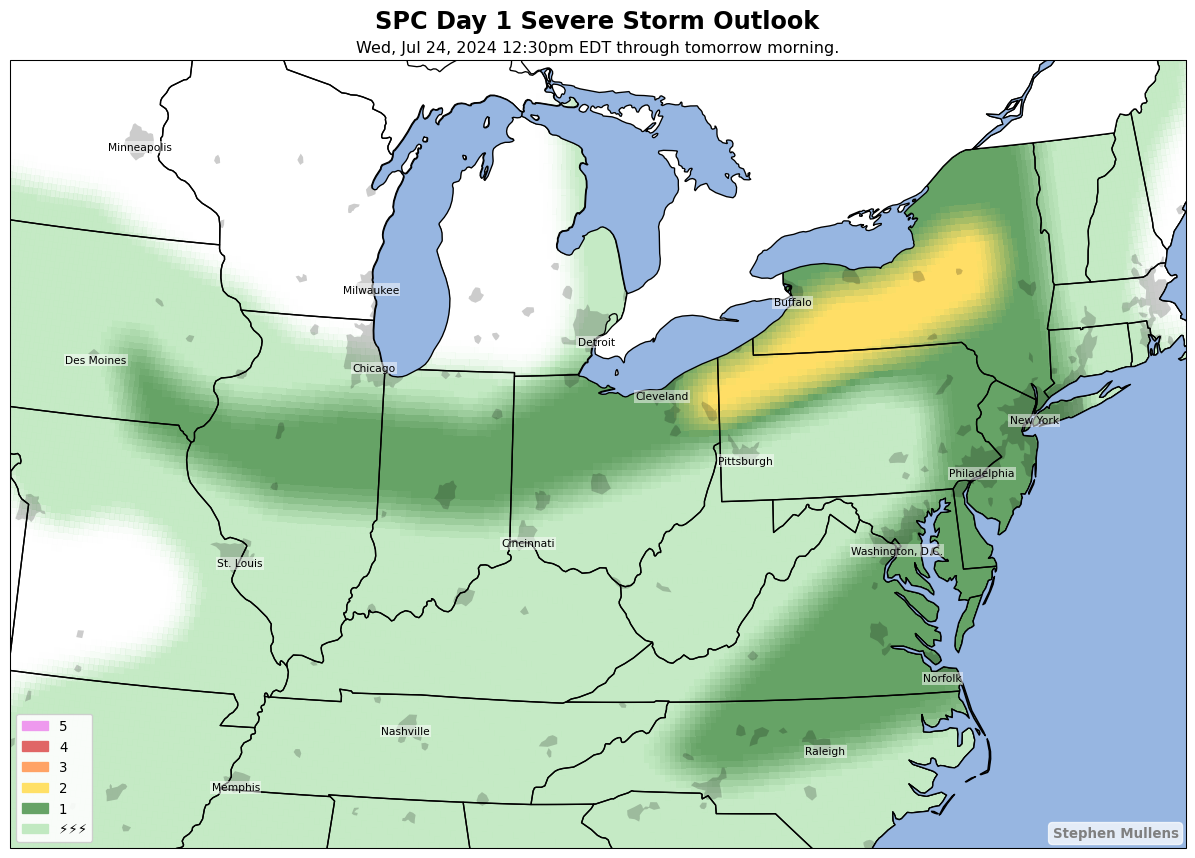 SPC Day 1 Severe Storm Outlook
Wed, Jul 24, 2024 12:30pm EDT through tomorrow morning.
Minneapolis
Milwaukee
Buffalo
Detroit
Des Moines
Chicago
Cleveland
New York
Pittsburgh
Philadelphia
Cincinnati
Washington, D.C.
St. Louis
Norfolk
Nashville
Raleigh
Memphis
5
4
3
2
1
⚡⚡⚡
Stephen Mullens